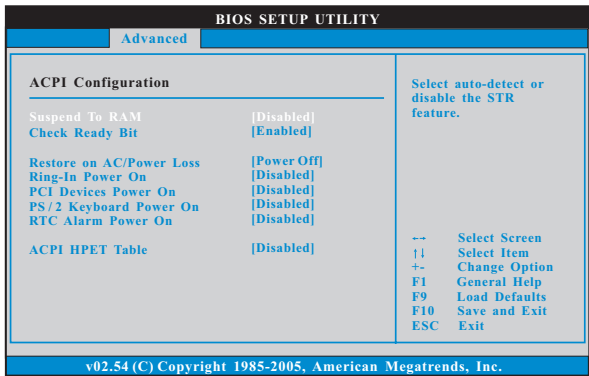 BIOS SETUP UTILITY
Advanced
ACPI Configuration
Suspend To RAM [Disabled]
Check Ready Bit [Enabled]
Restore on AC/Power Loss [Power Off]
Ring-In Power On [Disabled]
PCI Devices Power On [Disabled]
PS/2 Keyboard Power On [Disabled]
RTC Alarm Power On [Disabled]
ACPI HPET Table [Disabled]
Select auto-detect or
disable the STR
feature.
←→ Select Screen
↑↓ Select Item
+- Change Option
F1 General Help
F9 Load Defaults
F10 Save and Exit
ESC Exit
v02.54 (C) Copyright 1985-2005, American Megatrends, Inc.